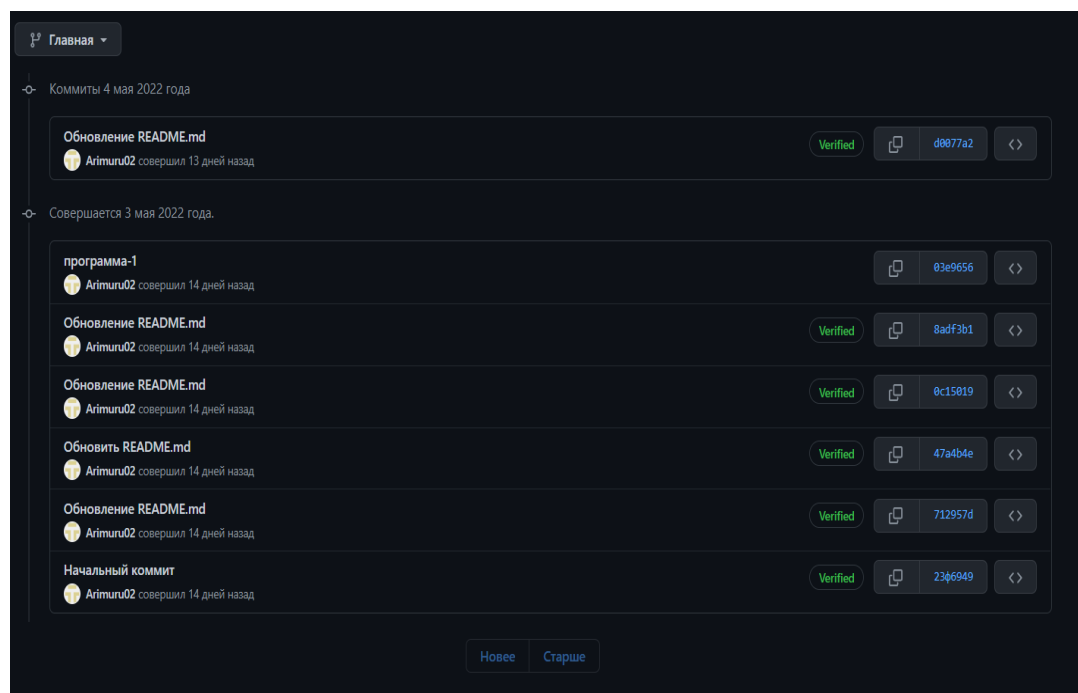 Главная
Коммиты 4 мая 2022 года
Обновление README.md
Arimuru02 совершил 13 дней назад
Verified
d0077a2
Совершается 3 мая 2022 года.
программа-1
Arimuru02 совершил 14 дней назад
03e9656
Обновление README.md
Arimuru02 совершил 14 дней назад
Verified
8adf3b1
Обновление README.md
Arimuru02 совершил 14 дней назад
Verified
0c15019
Обновить README.md
Arimuru02 совершил 14 дней назад
Verified
47a4b4e
Обновление README.md
Arimuru02 совершил 14 дней назад
Verified
712957d
Начальный коммит
Arimuru02 совершил 14 дней назад
Verified
23ф6949
Новее
Старше